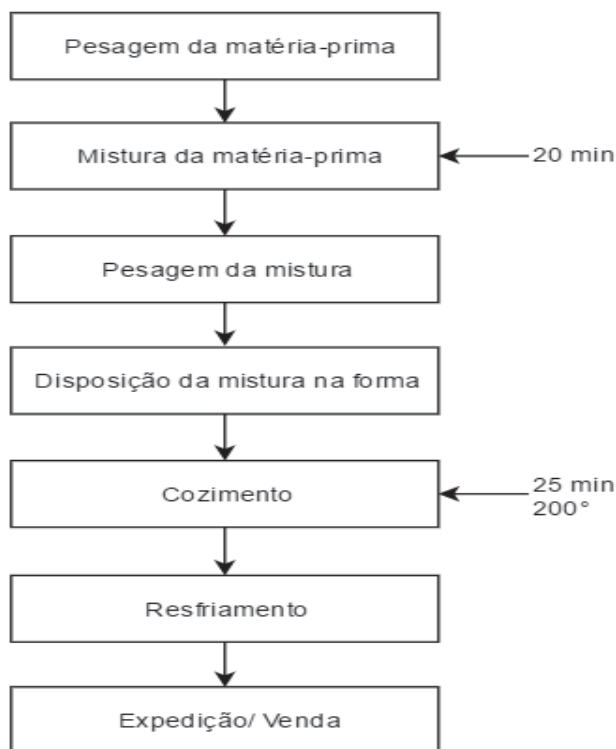 Pesagem da matéria-prima
Mistura da matéria-prima
20 min
Pesagem da mistura
Disposição da mistura na forma
Cozimento
25 min
200°
Resfriamento
Expedição/ Venda